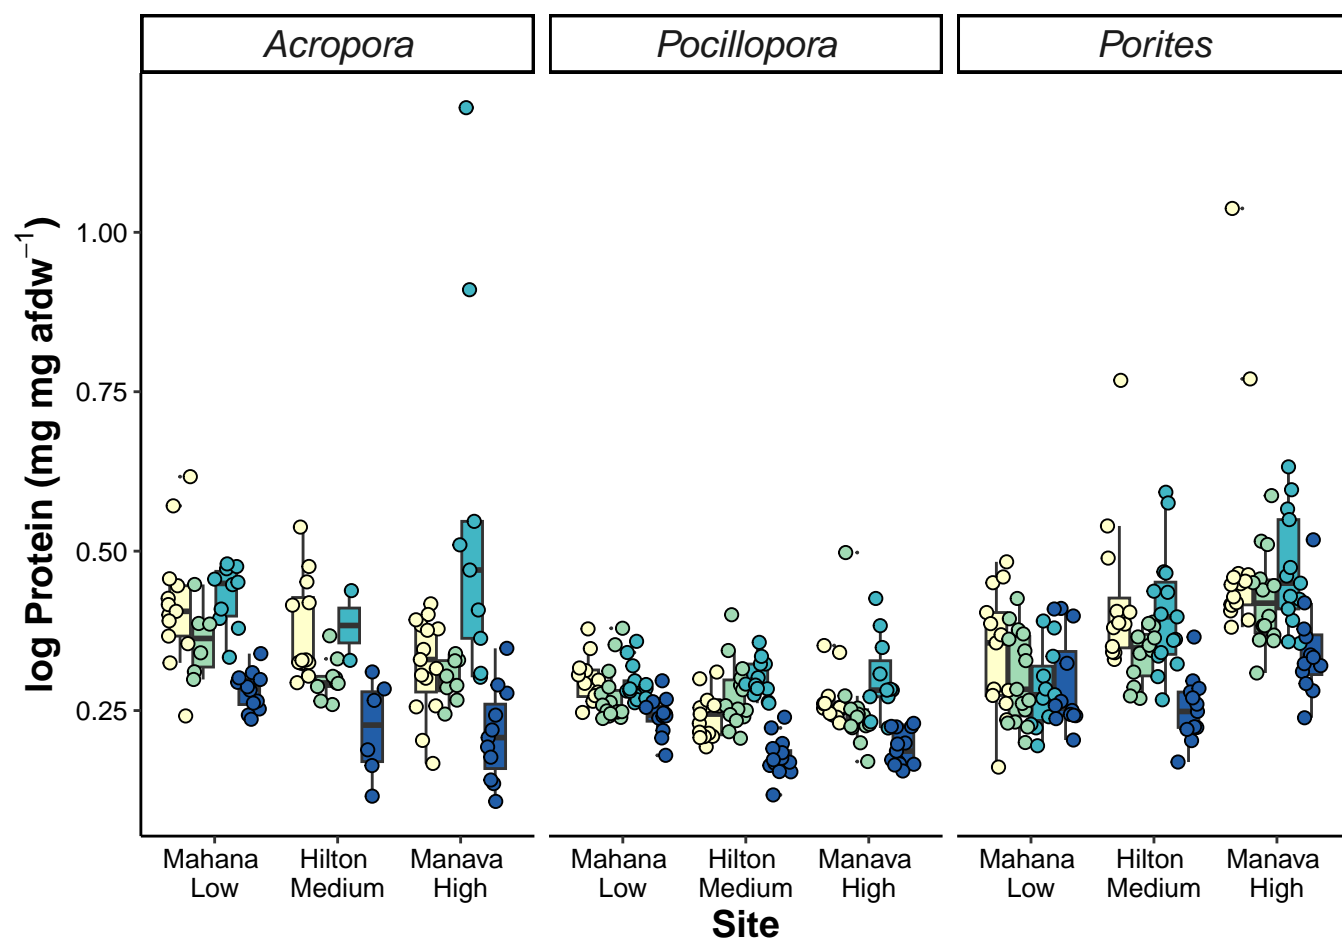 Acropora
Pocillopora
Porites
log Protein (mg mg afdw⁻¹)
1.00
0.75
0.50
0.25
Mahana
Low
Hilton
Medium
Manava
High
Mahana
Low
Hilton
Medium
Manava
High
Mahana
Low
Hilton
Medium
Manava
High
Site